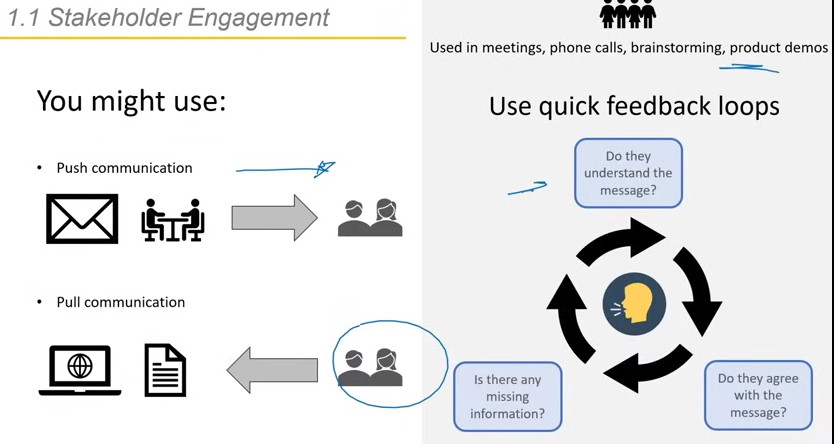 1.1 Stakeholder Engagement
You might use:
• Push communication
• Pull communication
Used in meetings, phone calls, brainstorming, product demos
Use quick feedback loops
Do they
understand the
message?
Do they agree
with the
message?
Is there any
missing
information?